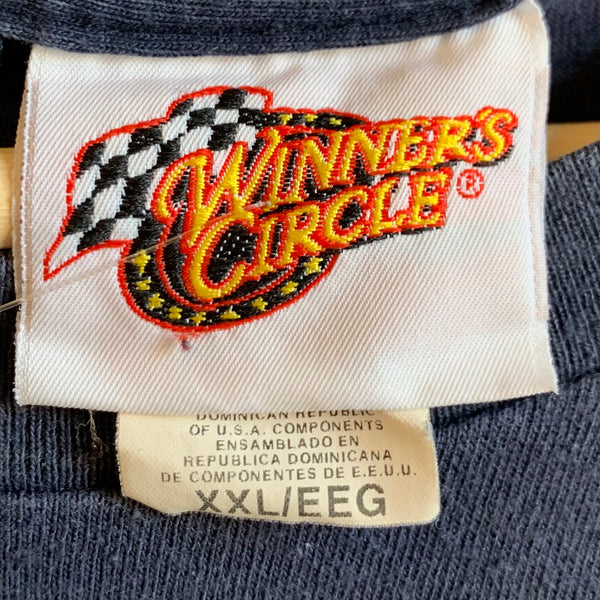 WINNER'S
CIRCLE®
DOMINICAN REPUBLIC
OF U.S.A. COMPONENTS
ENSAMBLADO EN
REPUBLICA DOMINICANA
DE COMPONENTES DE E.E.U.U.
XXL/EEG